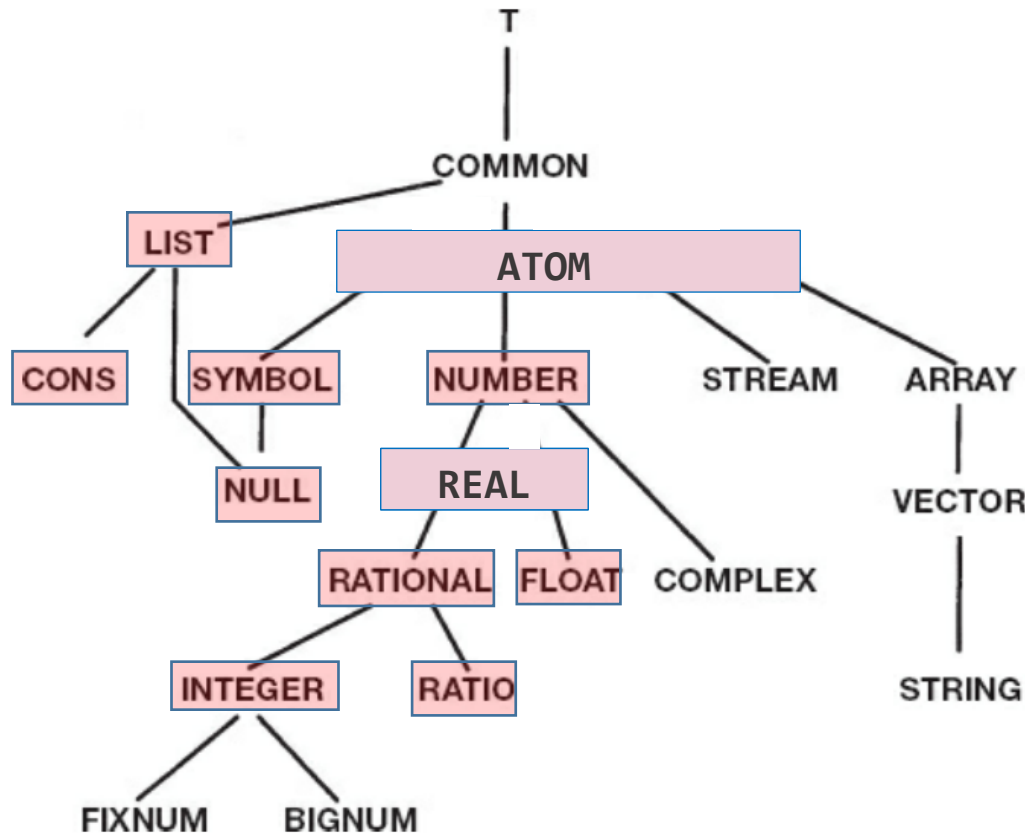 T
COMMON
LIST
ATOM
CONS
SYMBOL
NUMBER
STREAM
ARRAY
NULL
REAL
VECTOR
RATIONAL
FLOAT
COMPLEX
INTEGER
RATIO
STRING
FIXNUM
BIGNUM